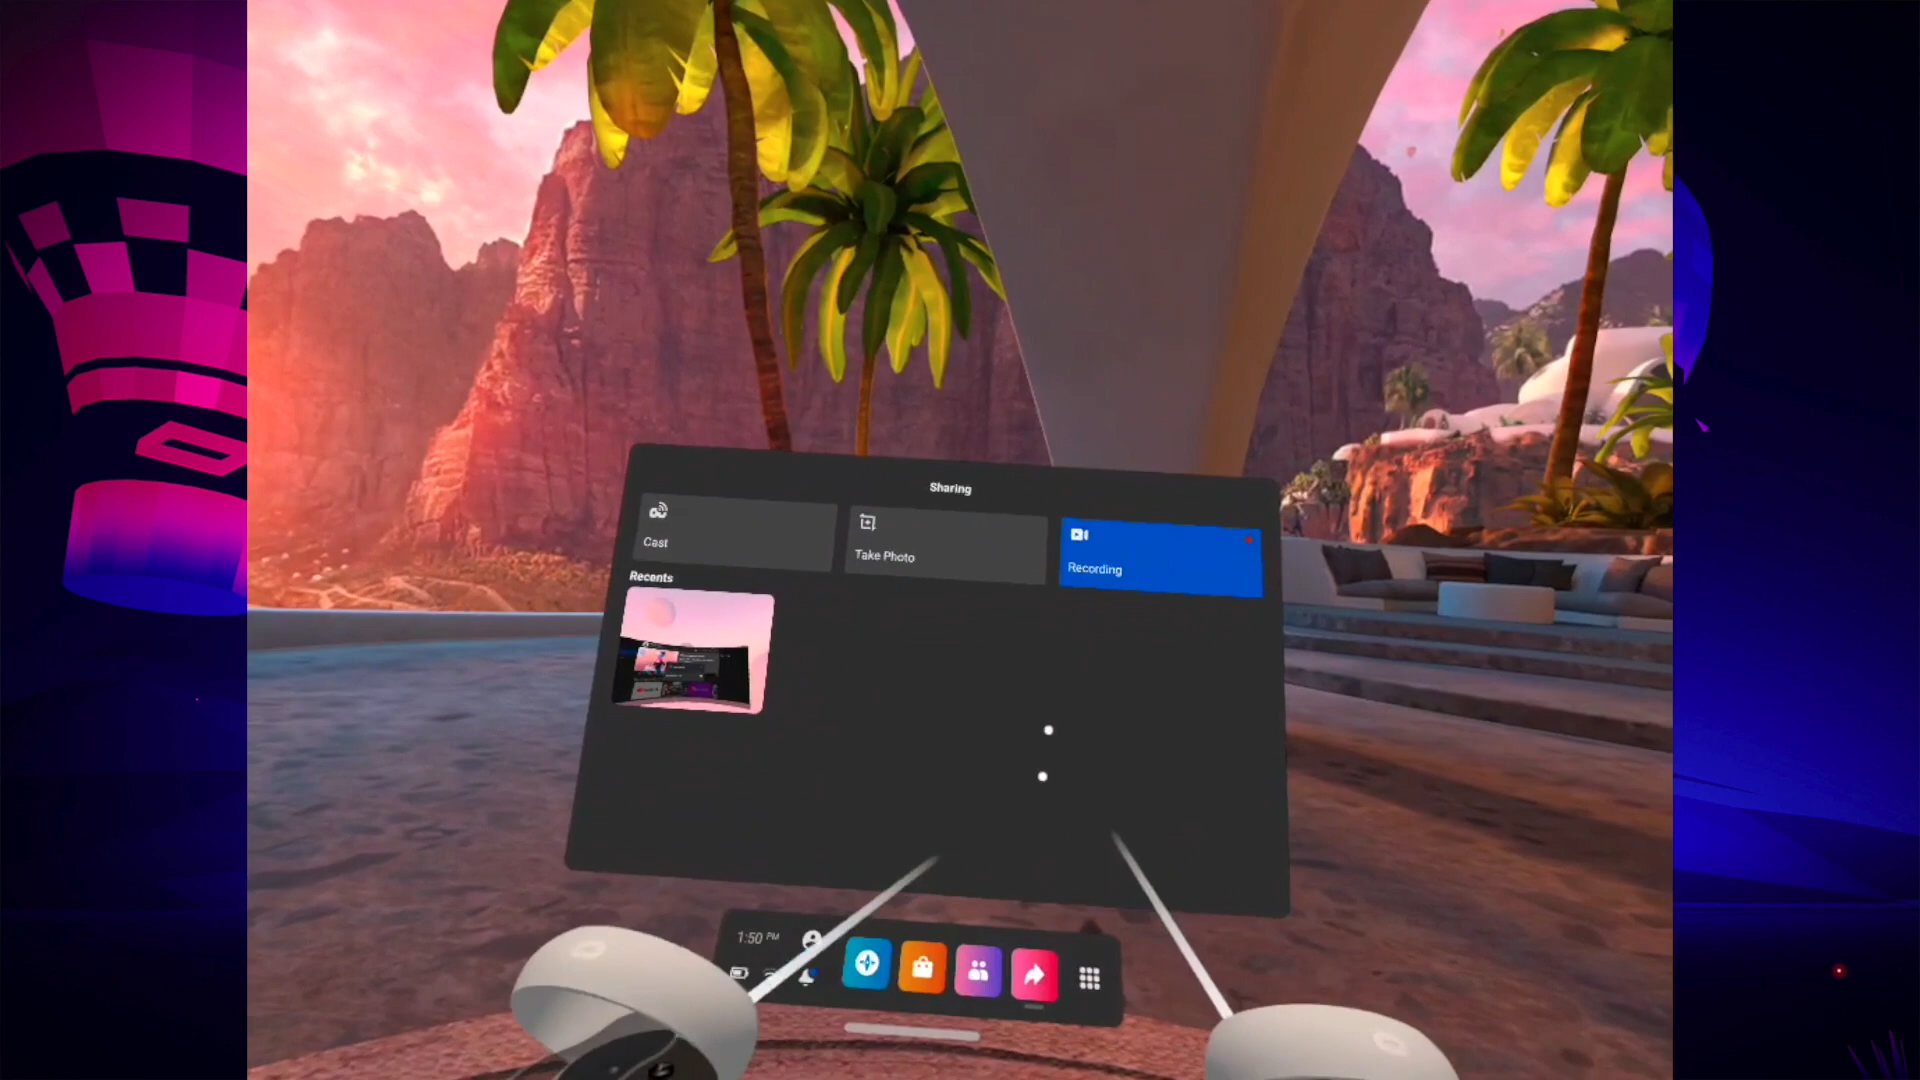 Sharing
Cast
Take Photo
Recording
Recents
1:50 PM